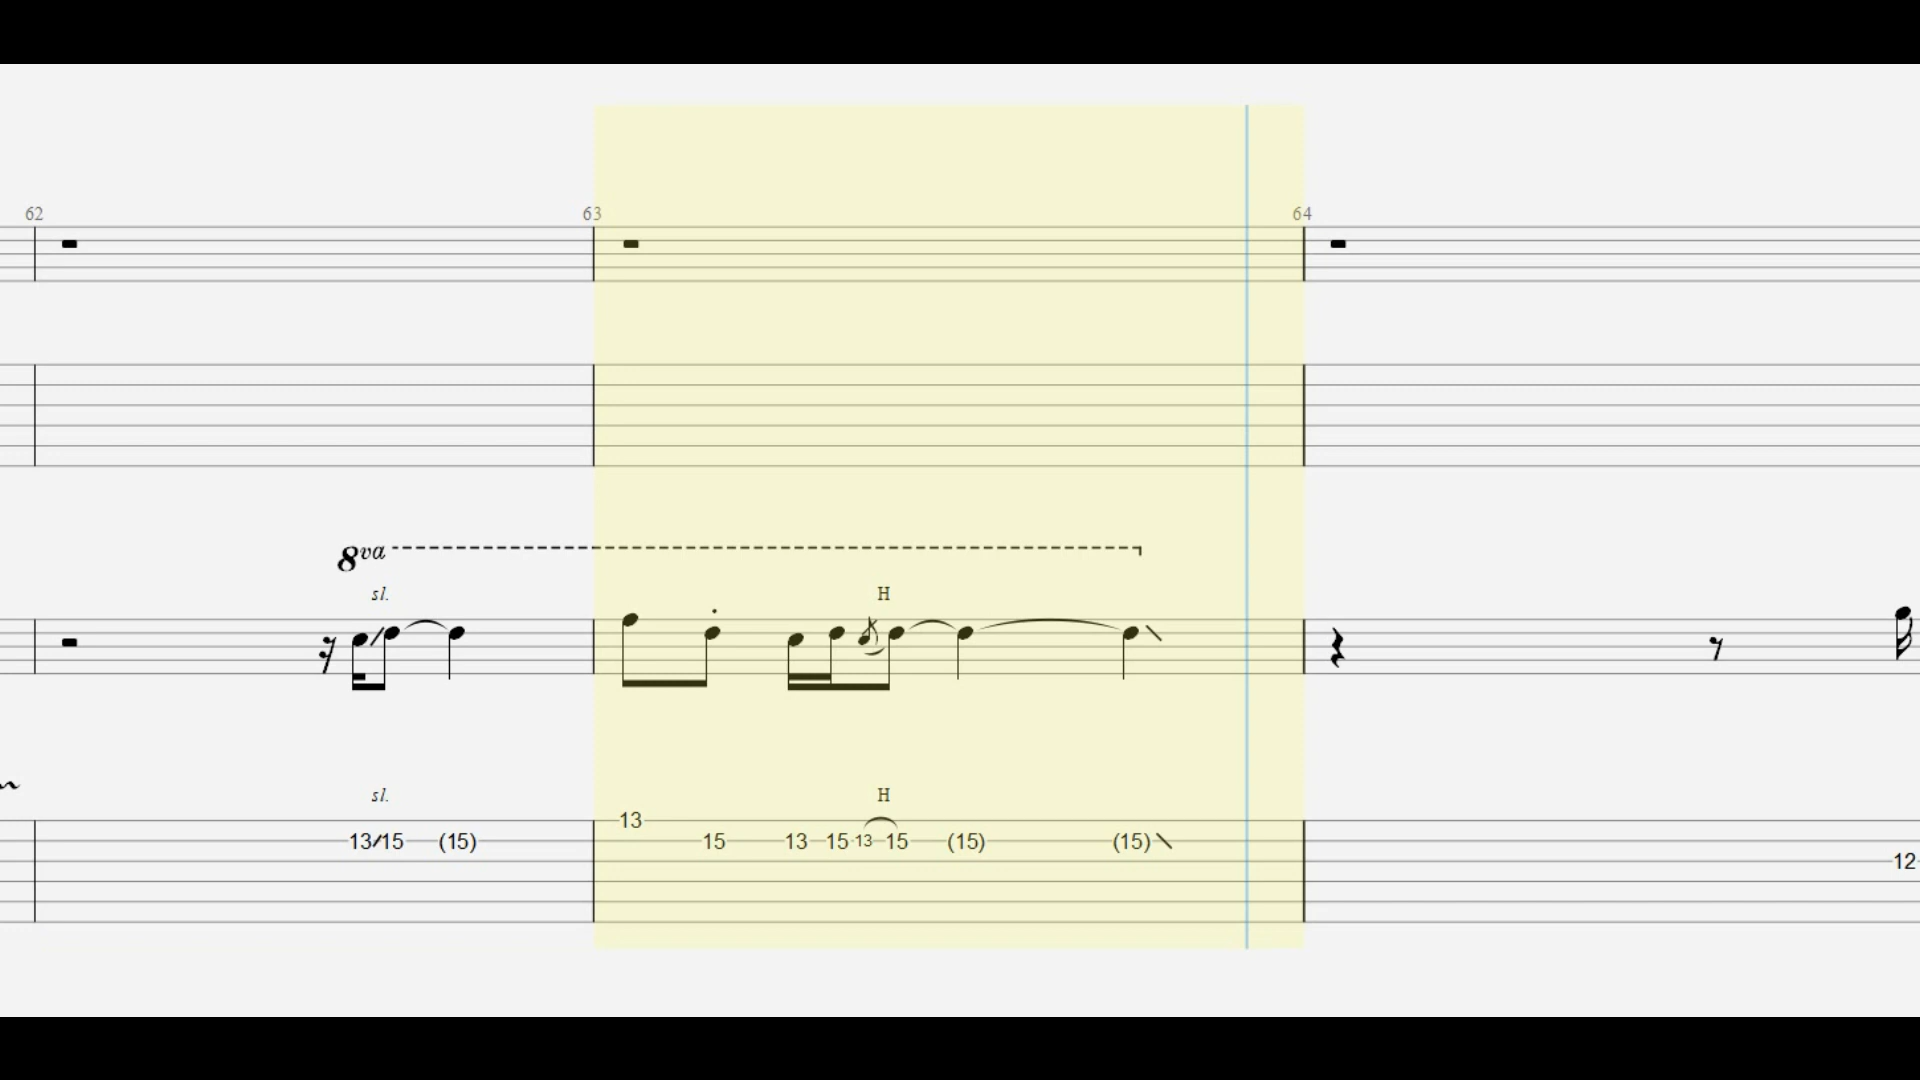 62 63 64
8va
sl. H
sl. H
13
13/15 (15) 15 13 15 13 15 (15) (15)
12